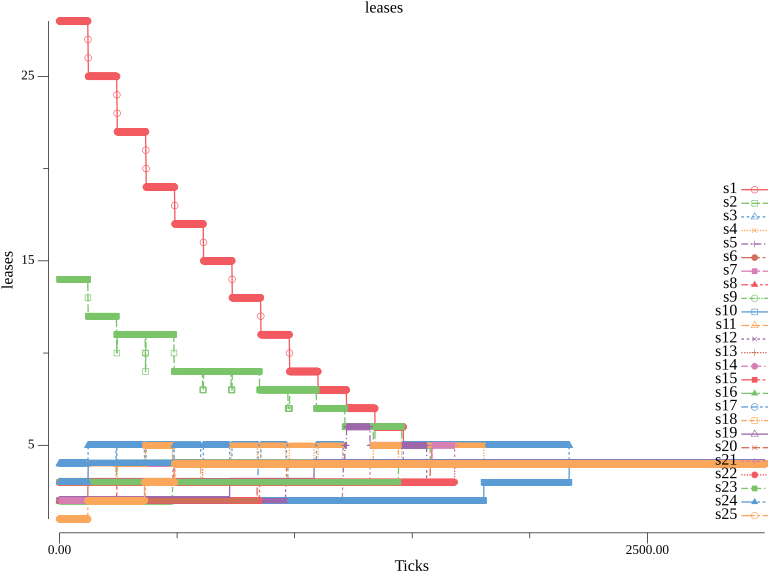 leases
25
15
5
leases
0.00
2500.00
Ticks
s1
s2
s3
s4
s5
s6
s7
s8
s9
s10
s11
s12
s13
s14
s15
s16
s17
s18
s19
s20
s21
s22
s23
s24
s25